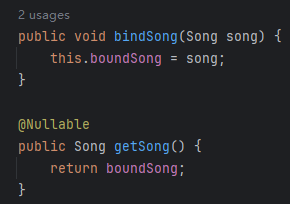 2 usages
public void bindSong(Song song) {
    this.boundSong = song;
}
@Nullable
public Song getSong() {
    return boundSong;
}